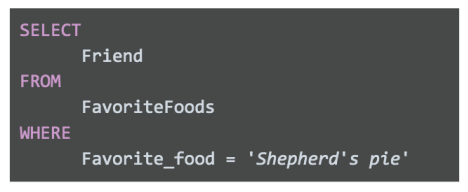 SELECT
Friend
FROM
FavoriteFoods
WHERE
Favorite_food = 'Shepherd's pie'